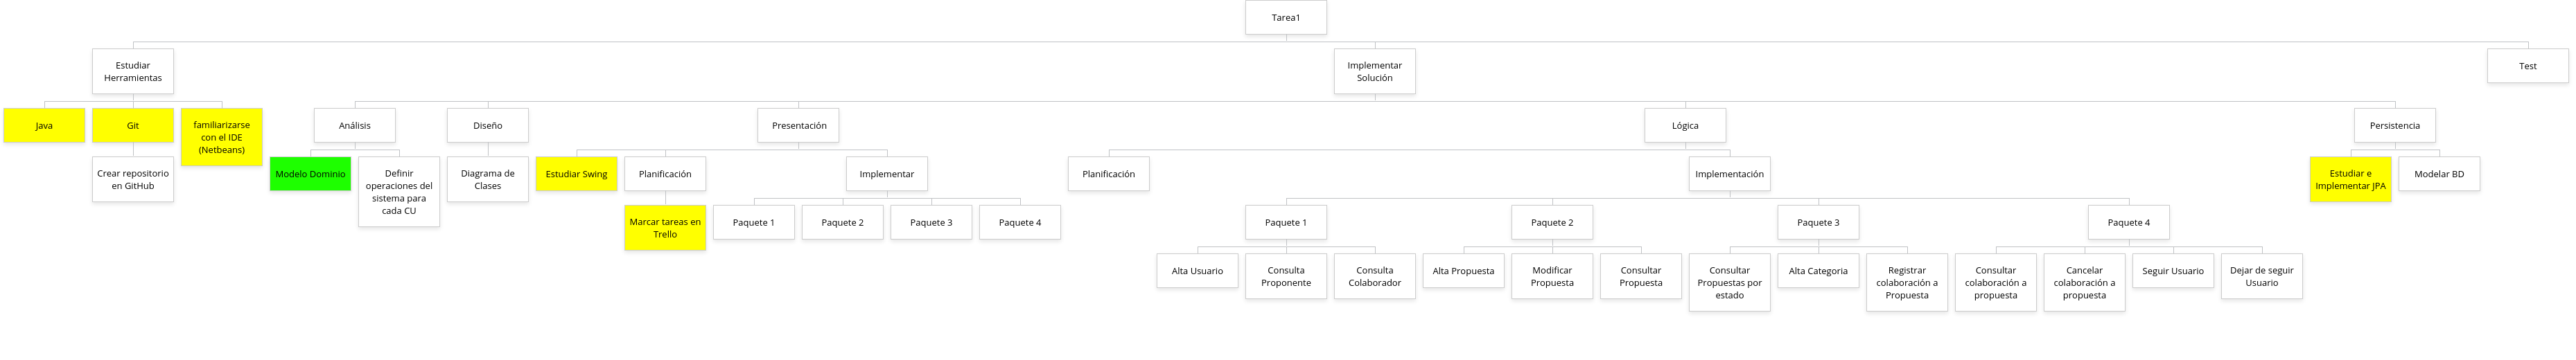 Tarea1
Estudiar
Herramientas
Implementar
Solución
Test
Java
Git
familiarizarse
con el IDE
(Netbeans)
Análisis
Diseño
Presentación
Lógica
Persistencia
Crear repositorio
en GitHub
Modelo Dominio
Definir
operaciones del
sistema para
cada CU
Diagrama de
Clases
Estudiar Swing
Planificación
Implementar
Planificación
Implementación
Estudiar e
Implementar JPA
Modelar BD
Marcar tareas en
Trello
Paquete 1
Paquete 2
Paquete 3
Paquete 4
Paquete 1
Paquete 2
Paquete 3
Paquete 4
Alta Usuario
Consulta
Proponente
Consulta
Colaborador
Alta Propuesta
Modificar
Propuesta
Consultar
Propuesta
Consultar
Propuestas por
estado
Alta Categoria
Registrar
colaboración a
Propuesta
Consultar
colaboración a
propuesta
Cancelar
colaboración a
propuesta
Seguir Usuario
Dejar de seguir
Usuario